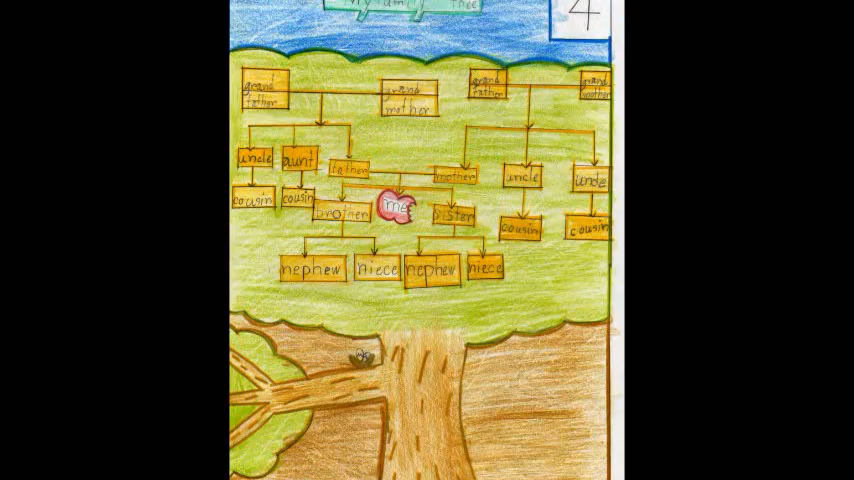 My family tree
4
grand
father
grand
mother
grand
father
grand
mother
uncle
aunt
father
mother
uncle
uncle
cousin
cousin
brother
me
sister
cousin
cousin
nephew
niece
nephew
niece